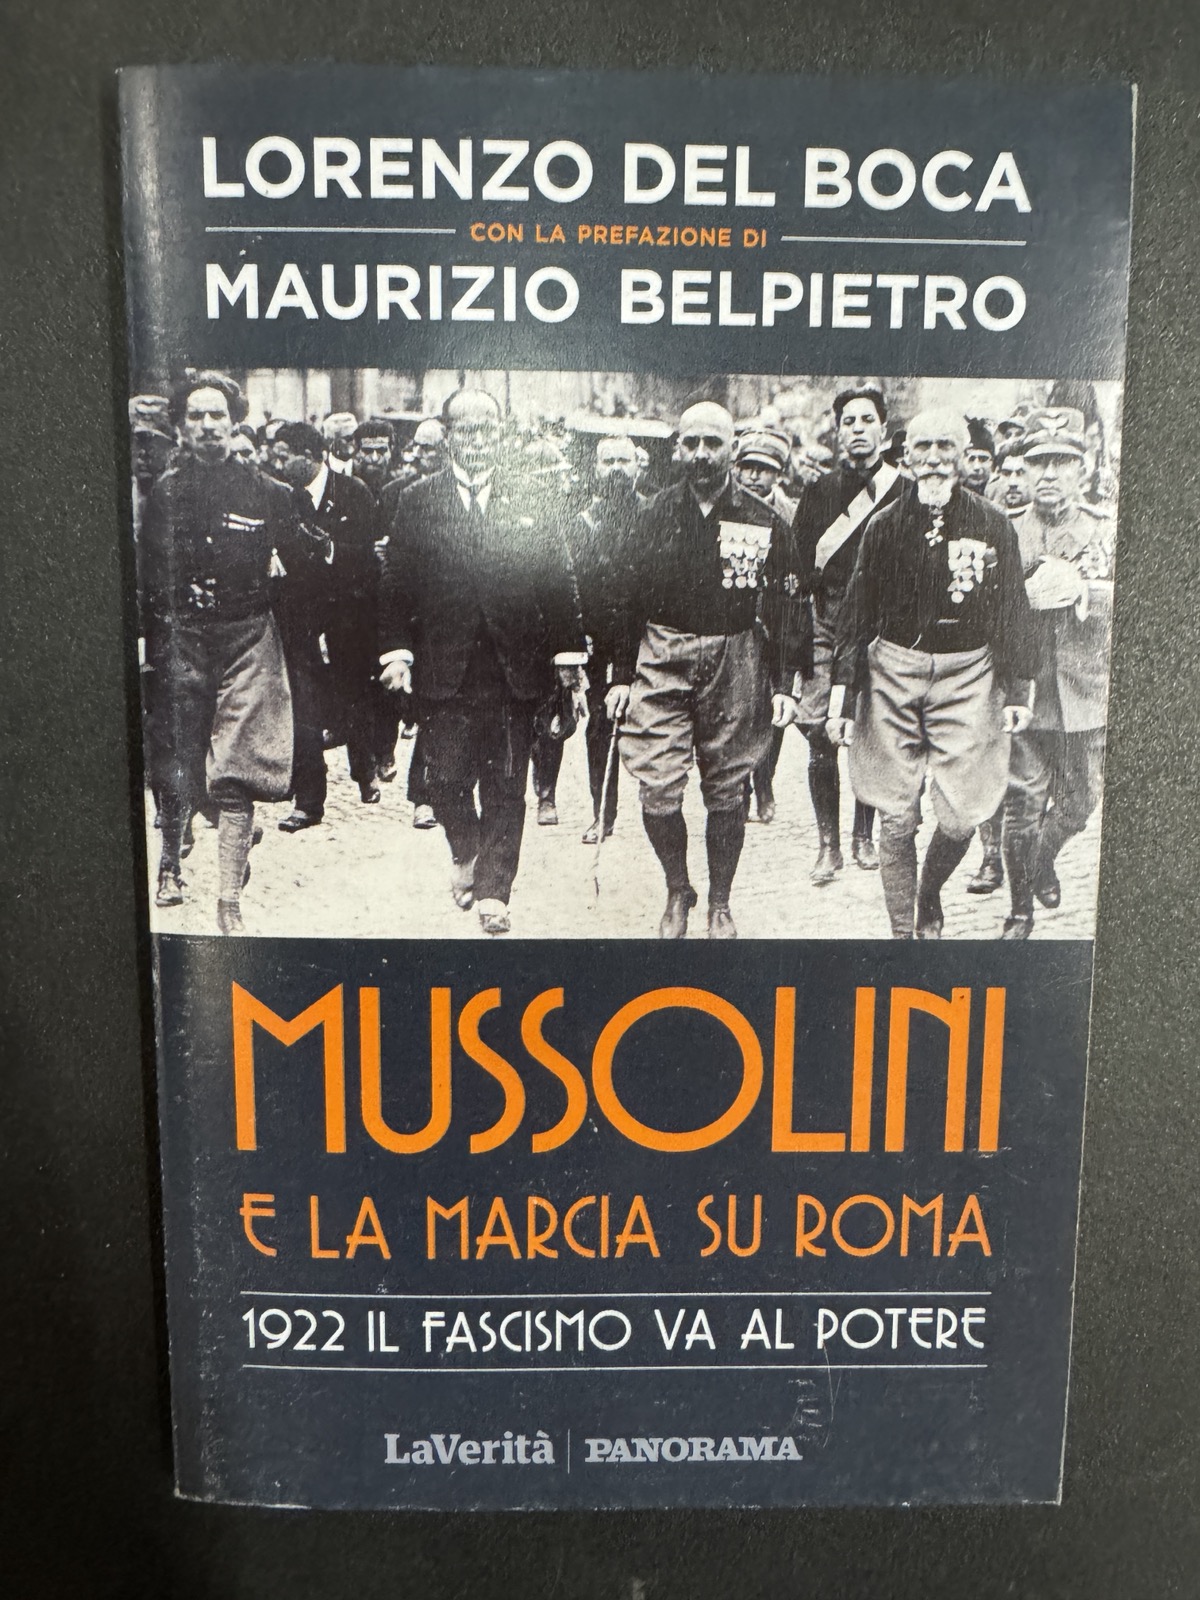 LORENZO DEL BOCA
CON LA PREFAZIONE DI
MAURIZIO BELPIETRO
MUSSOLINI
E LA MARCIA SU ROMA
1922 IL FASCISMO VA AL POTERE
LaVerità PANORAMA